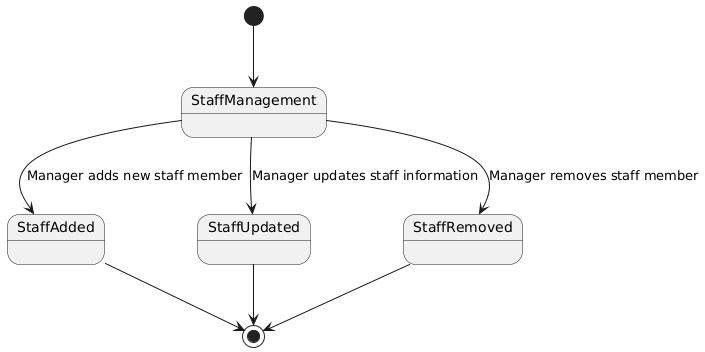 StaffManagement
Manager adds new staff member
Manager updates staff information
Manager removes staff member
StaffAdded
StaffUpdated
StaffRemoved